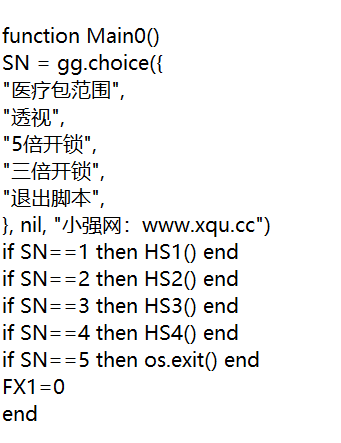 function Main0()
SN = gg.choice({
"医疗包范围",
"透视",
"5倍开锁",
"三倍开锁",
"退出脚本",
}, nil, "小强网：www.xqu.cc")
if SN==1 then HS1() end
if SN==2 then HS2() end
if SN==3 then HS3() end
if SN==4 then HS4() end
if SN==5 then os.exit() end
FX1=0
end